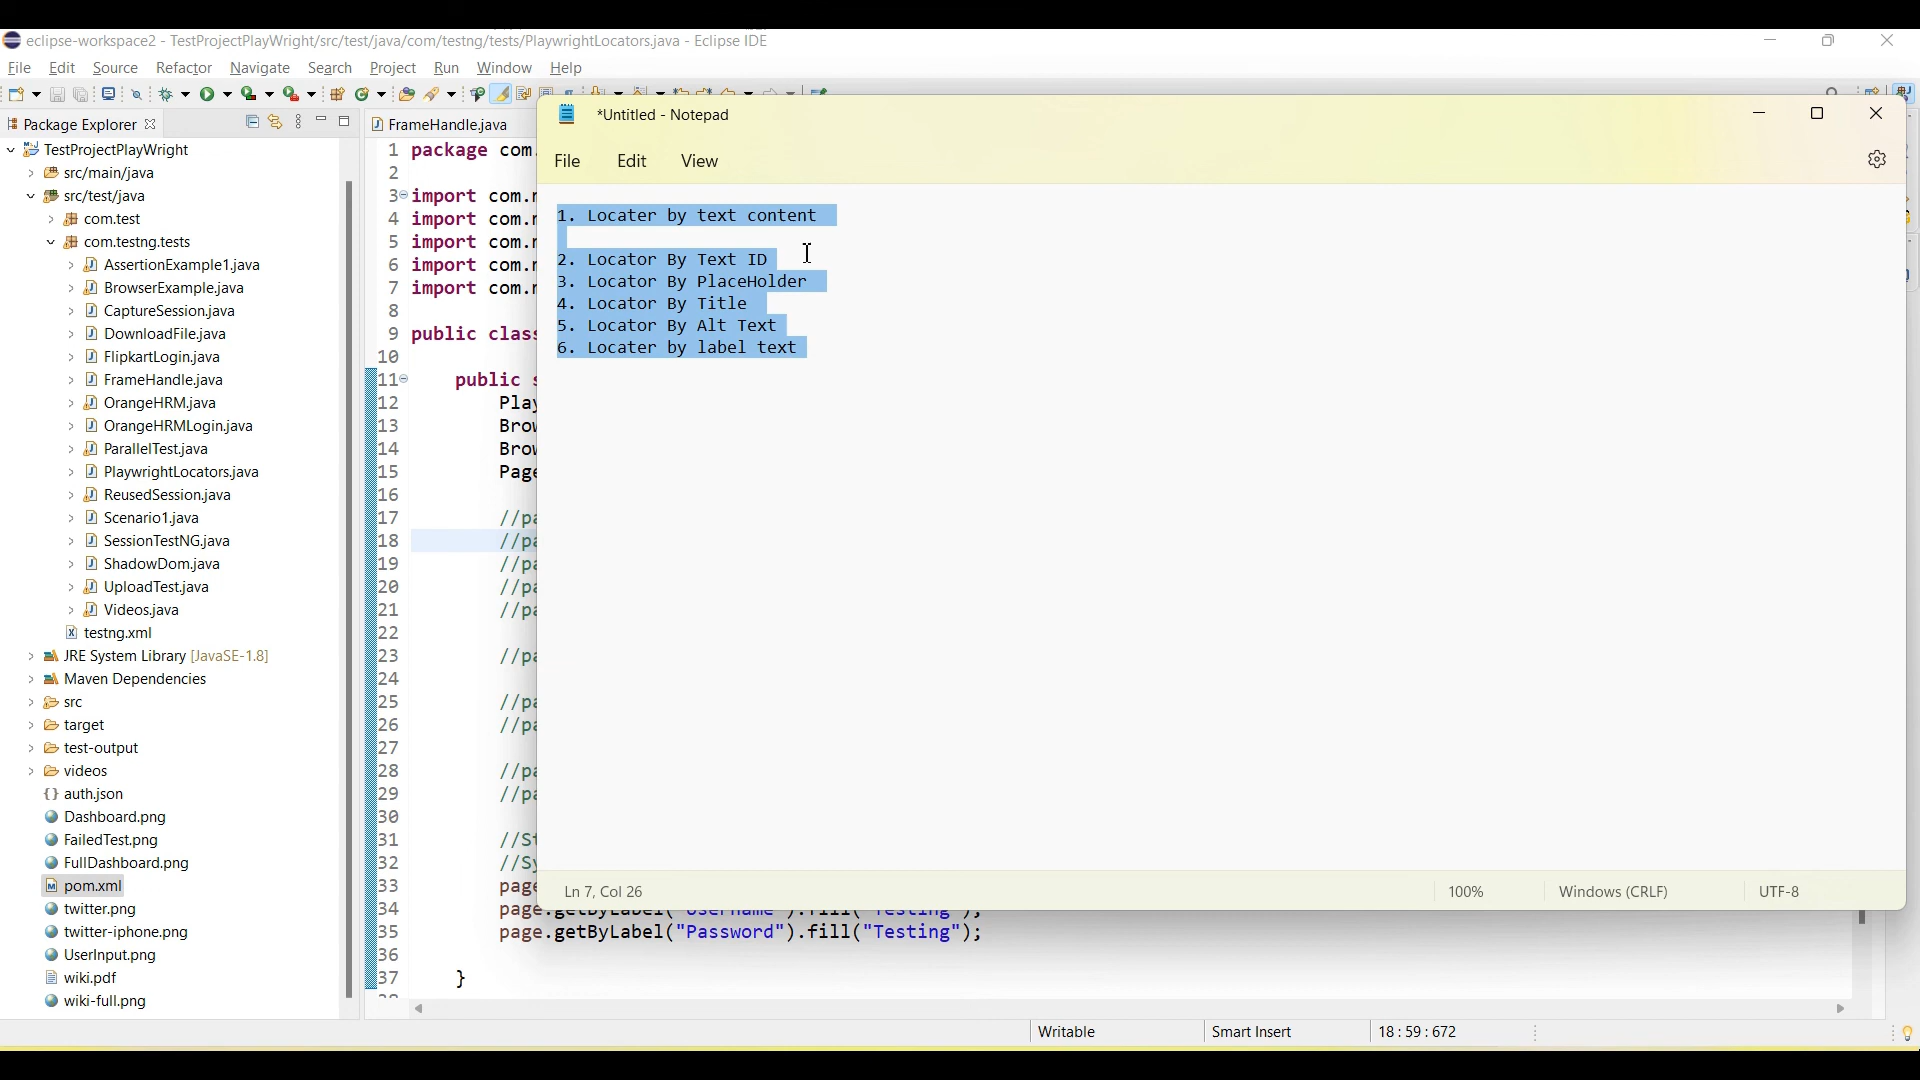 eclipse-workspace2 - TestProjectPlayWright/src/test/java/com/testng/tests/PlaywrightLocators.java - Eclipse IDE
File Edit Source Refactor Navigate Search Project Run Window Help
Package Explorer
FrameHandle.java
TestProjectPlayWright
src/main/java
src/test/java
com.test
com.testng.tests
AssertionExample1.java
BrowserExample.java
CaptureSession.java
DownloadFile.java
FlipkartLogin.java
FrameHandle.java
OrangeHRM.java
OrangeHRMLogin.java
ParallelTest.java
PlaywrightLocators.java
ReusedSession.java
Scenario1.java
SessionTestNG.java
ShadowDom.java
UploadTest.java
Videos.java
testng.xml
JRE System Library [JavaSE-1.8]
Maven Dependencies
src
target
test-output
videos
auth.json
Dashboard.png
FailedTest.png
FullDashboard.png
pom.xml
twitter.png
twitter-iphone.png
UserInput.png
wiki.pdf
wiki-full.png
1 package com.
2
3 import com.
4 import com.
5 import com.
6 import com.
7 import com.
8
9 public clas
10
11 public
12 Play
13 Brow
14 Brow
15 Page
16
17 //pa
18 //pa
19 //pa
20 //pa
21 //pa
22
23 //pa
24
25 //pa
26 //pa
27
28 //pa
29 //pa
30
31 //St
32 //Sy
33 page
34 page.getByLabel("Username").fill("Testing");
35 page.getByLabel("Password").fill("Testing");
36
37 }
*Untitled - Notepad
File Edit View
1. Locater by text content
2. Locator By Text ID
3. Locator By PlaceHolder
4. Locator By Title
5. Locator By Alt Text
6. Locater by label text
Ln 7, Col 26
100%
Windows (CRLF)
UTF-8
Writable
Smart Insert
18 : 59 : 672